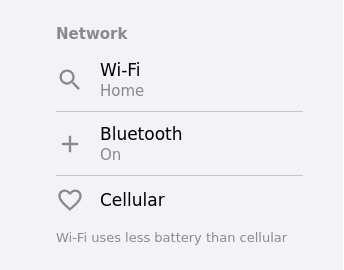 Network
Wi-Fi
Home
Bluetooth
On
Cellular
Wi-Fi uses less battery than cellular